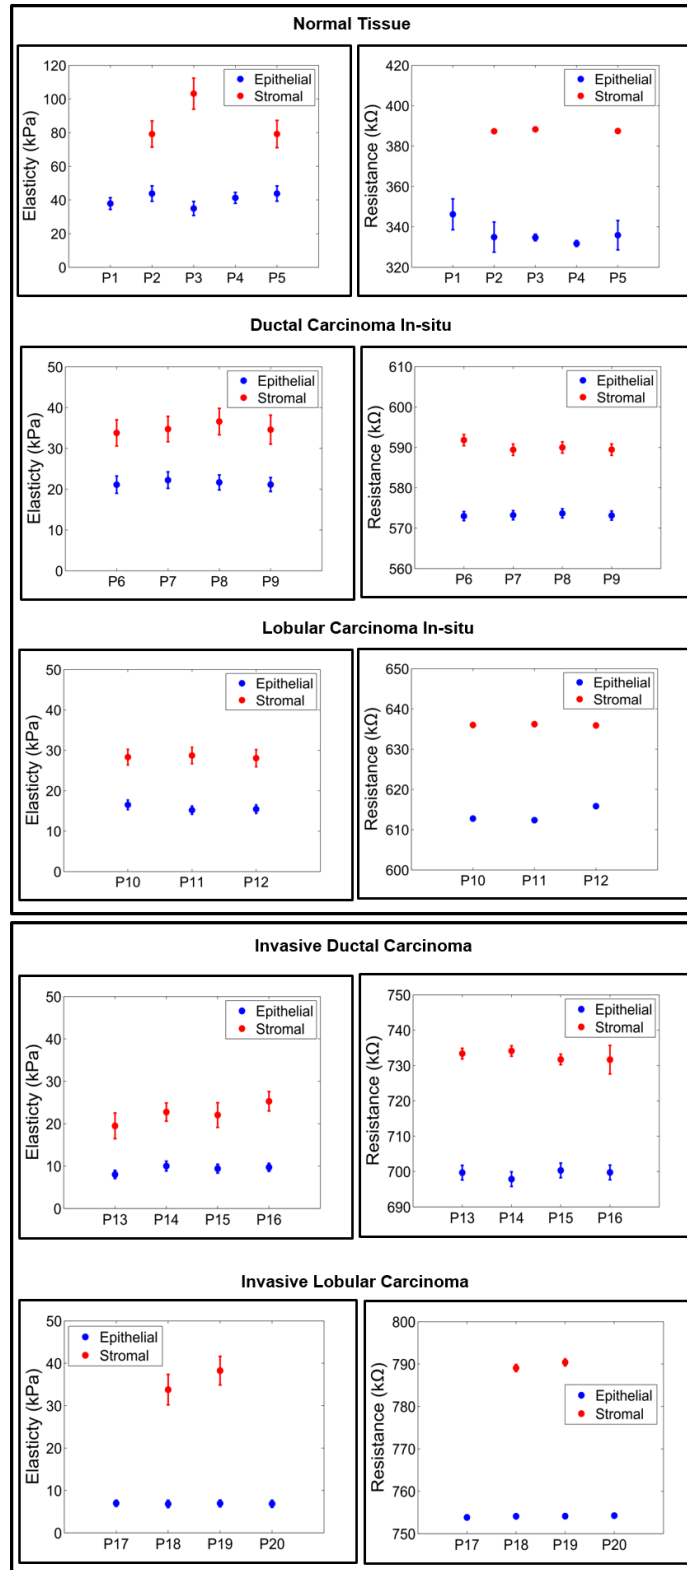 Normal Tissue
Elasticty (kPa)
120
100
80
60
40
20
0
Epithelial
Stromal
P1 P2 P3 P4 P5
Resistance (kΩ)
420
400
380
360
340
320
Epithelial
Stromal
P1 P2 P3 P4 P5
Ductal Carcinoma In-situ
Elasticty (kPa)
50
40
30
20
10
0
Epithelial
Stromal
P6 P7 P8 P9
Resistance (kΩ)
610
600
590
580
570
560
Epithelial
Stromal
P6 P7 P8 P9
Lobular Carcinoma In-situ
Elasticty (kPa)
50
40
30
20
10
0
Epithelial
Stromal
P10 P11 P12
Resistance (kΩ)
650
640
630
620
610
600
Epithelial
Stromal
P10 P11 P12
Invasive Ductal Carcinoma
Elasticty (kPa)
50
40
30
20
10
0
Epithelial
Stromal
P13 P14 P15 P16
Resistance (kΩ)
750
740
730
720
710
700
690
Epithelial
Stromal
P13 P14 P15 P16
Invasive Lobular Carcinoma
Elasticty (kPa)
50
40
30
20
10
0
Epithelial
Stromal
P17 P18 P19 P20
Resistance (kΩ)
800
790
780
770
760
750
Epithelial
Stromal
P17 P18 P19 P20